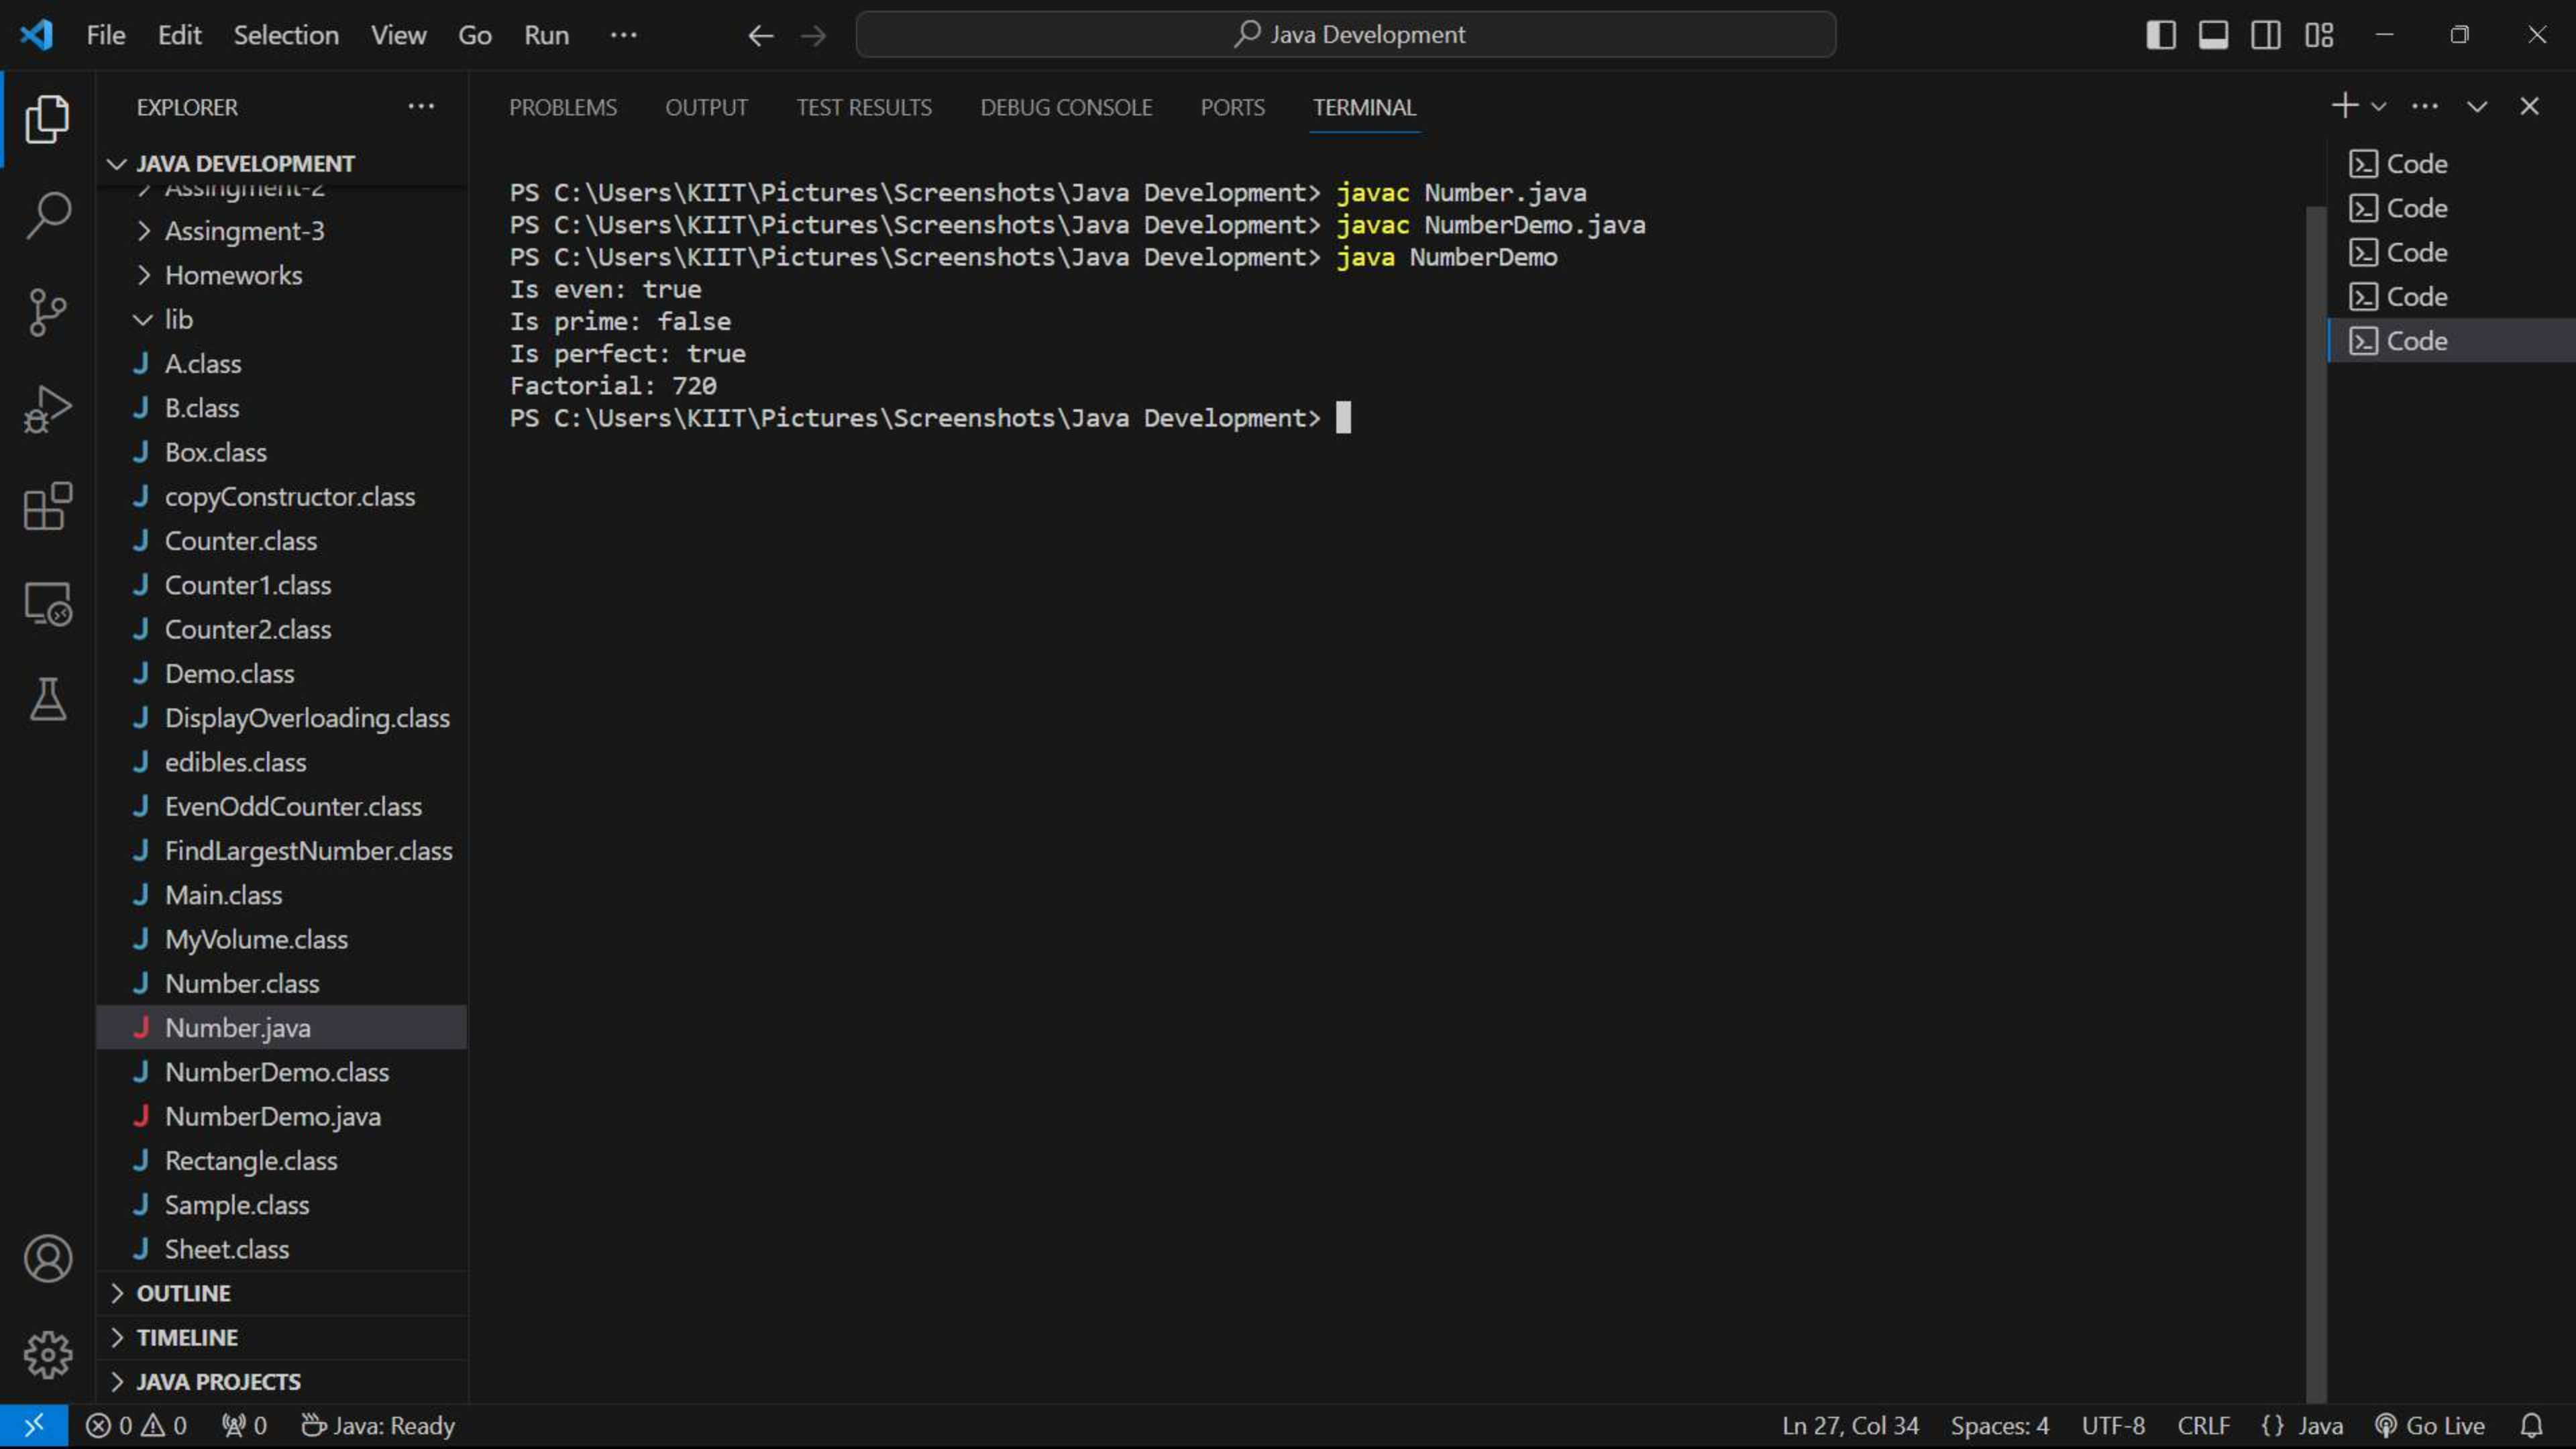 File Edit Selection View Go Run ...
Java Development
EXPLORER ...
JAVA DEVELOPMENT
Assingment-2
Assingment-3
Homeworks
lib
A.class
B.class
Box.class
copyConstructor.class
Counter.class
Counter1.class
Counter2.class
Demo.class
DisplayOverloading.class
edibles.class
EvenOddCounter.class
FindLargestNumber.class
Main.class
MyVolume.class
Number.class
Number.java
NumberDemo.class
NumberDemo.java
Rectangle.class
Sample.class
Sheet.class
OUTLINE
TIMELINE
JAVA PROJECTS
PROBLEMS OUTPUT TEST RESULTS DEBUG CONSOLE PORTS TERMINAL
PS C:\Users\KIIT\Pictures\Screenshots\Java Development> javac Number.java
PS C:\Users\KIIT\Pictures\Screenshots\Java Development> javac NumberDemo.java
PS C:\Users\KIIT\Pictures\Screenshots\Java Development> java NumberDemo
Is even: true
Is prime: false
Is perfect: true
Factorial: 720
PS C:\Users\KIIT\Pictures\Screenshots\Java Development>
Code
Code
Code
Code
Code
0 0 0 Java: Ready
Ln 27, Col 34 Spaces: 4 UTF-8 CRLF {} Java Go Live